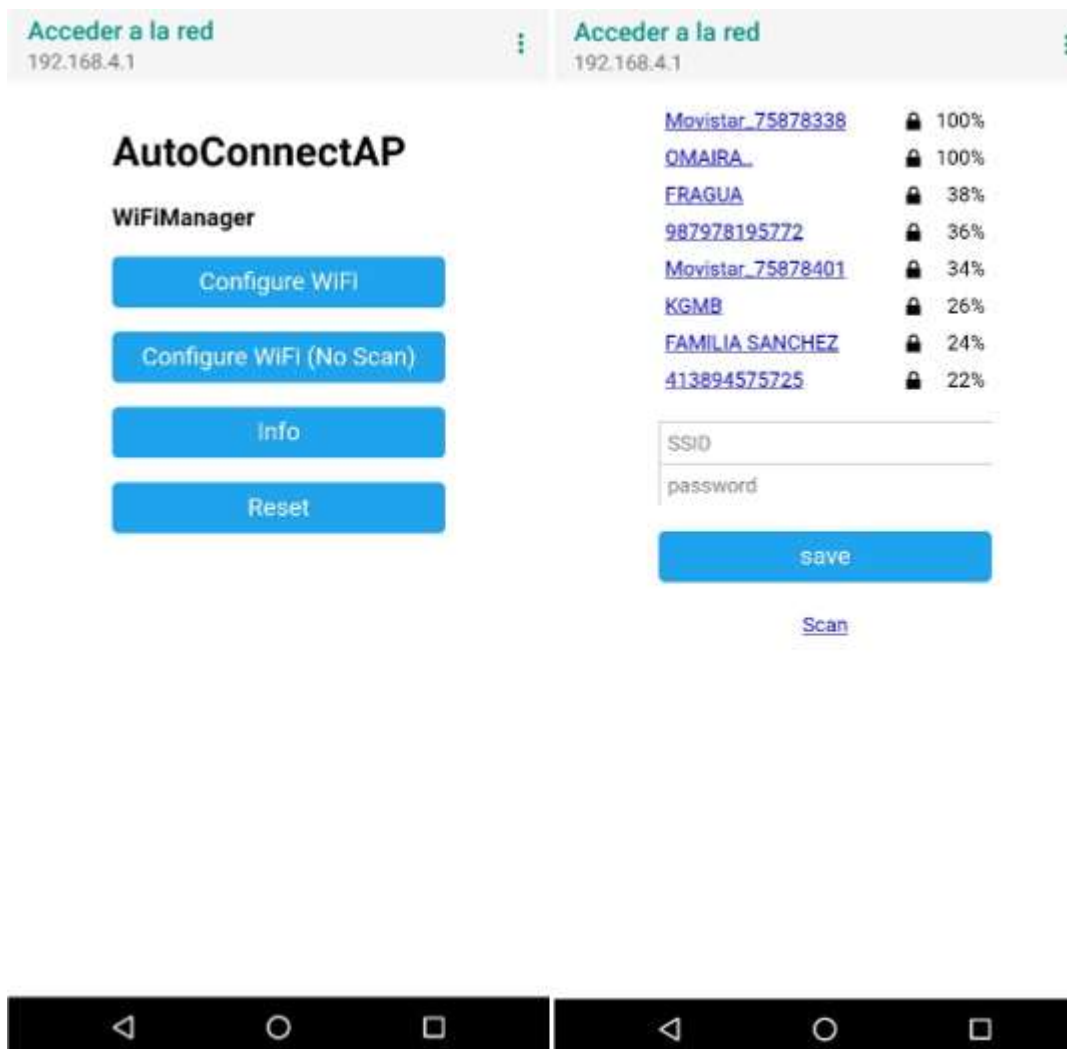 Acceder a la red
192.168.4.1
AutoConnectAP
WiFiManager
Configure WiFi
Configure WiFi (No Scan)
Info
Reset
Acceder a la red
192.168.4.1
Movistar_75878338 100%
OMAIRA.. 100%
FRAGUA 38%
987978195772 36%
Movistar_75878401 34%
KGMB 26%
FAMILIA SANCHEZ 24%
413894575725 22%
SSID
password
save
Scan